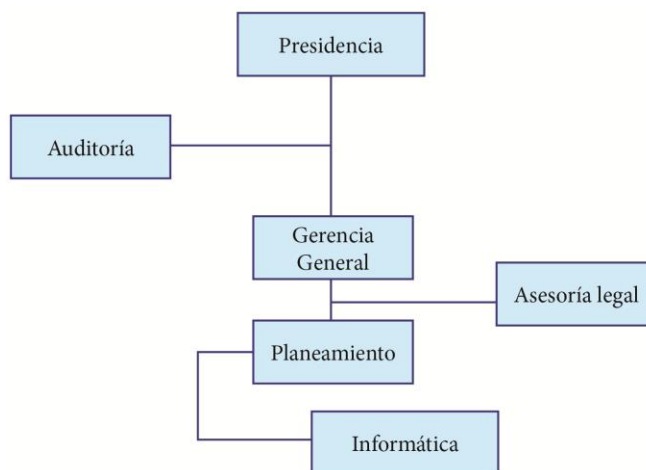 Presidencia
Auditoría
Gerencia
General
Asesoría legal
Planeamiento
Informática